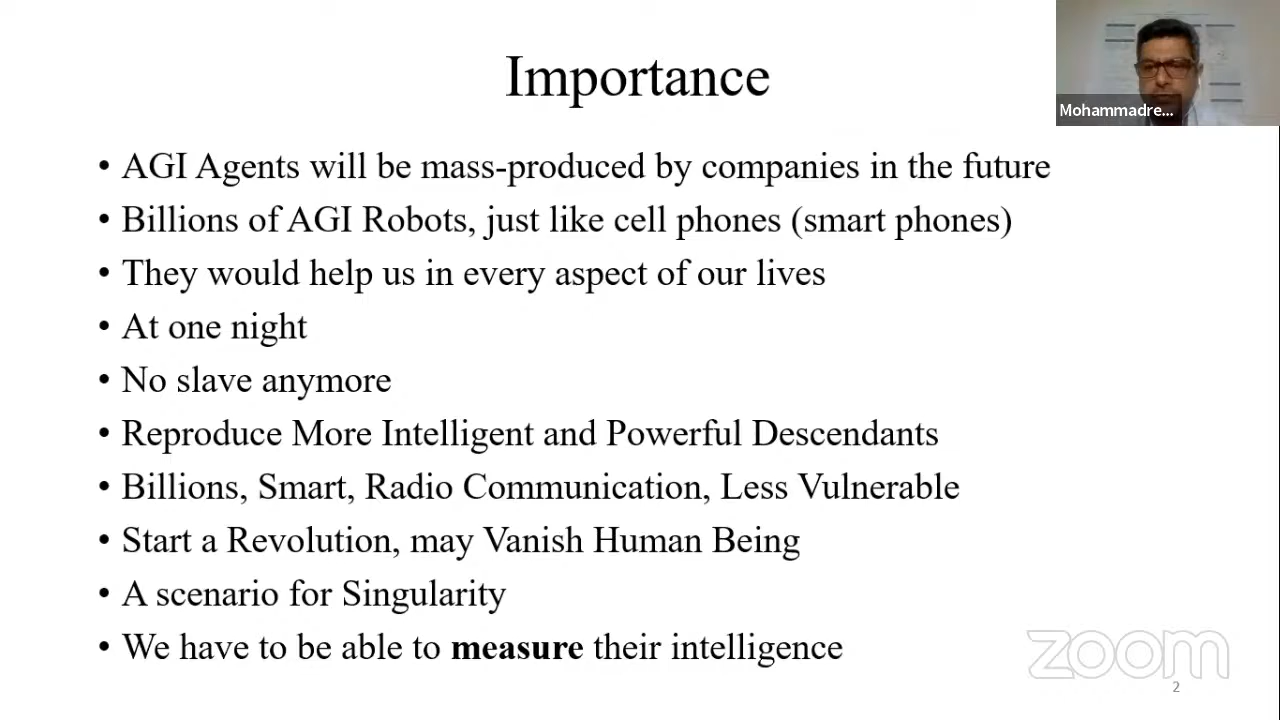 Importance
Mohammadre...
• AGI Agents will be mass-produced by companies in the future
• Billions of AGI Robots, just like cell phones (smart phones)
• They would help us in every aspect of our lives
• At one night
• No slave anymore
• Reproduce More Intelligent and Powerful Descendants
• Billions, Smart, Radio Communication, Less Vulnerable
• Start a Revolution, may Vanish Human Being
• A scenario for Singularity
• We have to be able to measure their intelligence
zoom
2